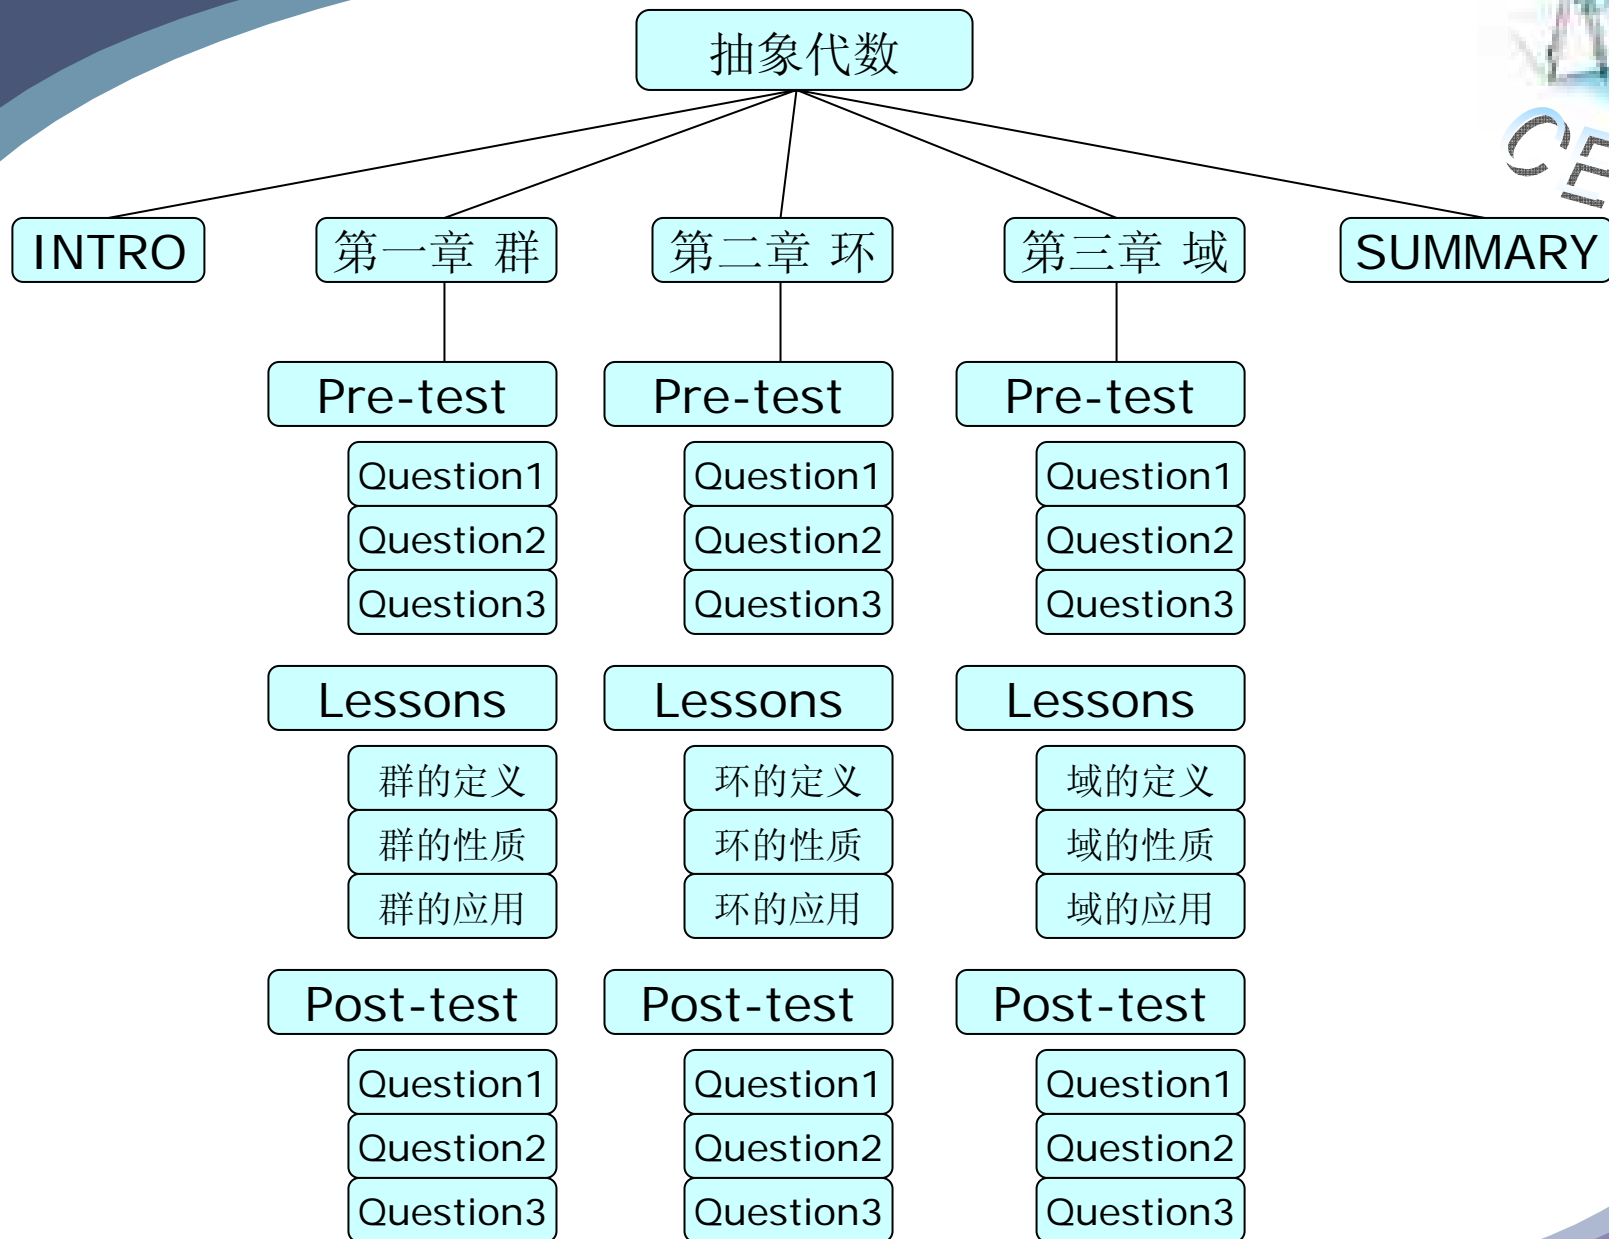 抽象代数
CE
INTRO
第一章 群
第二章 环
第三章 域
SUMMARY
Pre-test
Question1
Question2
Question3
Lessons
群的定义
群的性质
群的应用
Post-test
Question1
Question2
Question3
Pre-test
Question1
Question2
Question3
Lessons
环的定义
环的性质
环的应用
Post-test
Question1
Question2
Question3
Pre-test
Question1
Question2
Question3
Lessons
域的定义
域的性质
域的应用
Post-test
Question1
Question2
Question3